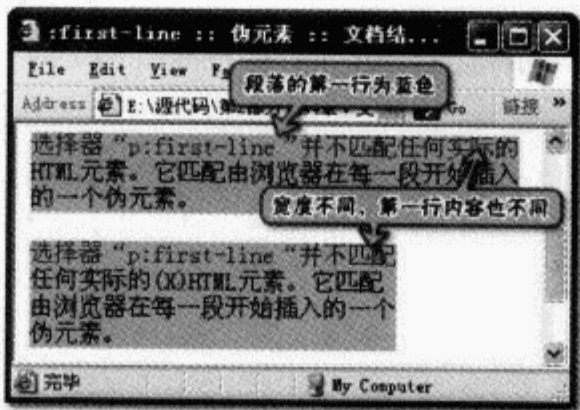 :first-line :: 伪元素 :: 文档结...
File Edit View
段落的第一行为蓝色
Address E:\源代码\第 Go 链接 »
选择器“p:first-line“并不匹配任何实际的
HTML元素。它匹配由浏览器在每一段开始插入
的一个伪元素。
宽度不同、第一行内容也不同
选择器“p:first-line“并不匹配
任何实际的(X)HTML元素。它匹配
由浏览器在每一段开始插入的一个
伪元素。
完毕 My Computer